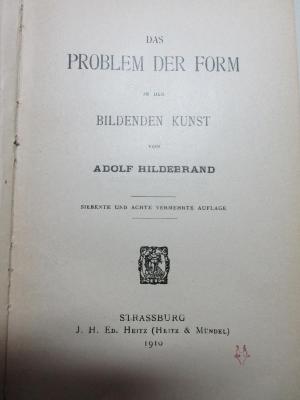 DAS
PROBLEM DER FORM
IN DER
BILDENDEN KUNST
VON
ADOLF HILDEBRAND
SIEBENTE UND ACHTE VERMEHRTE AUFLAGE
STRASSBURG
J. H. ED. HEITZ (HEITZ & MÜNDEL)
1910